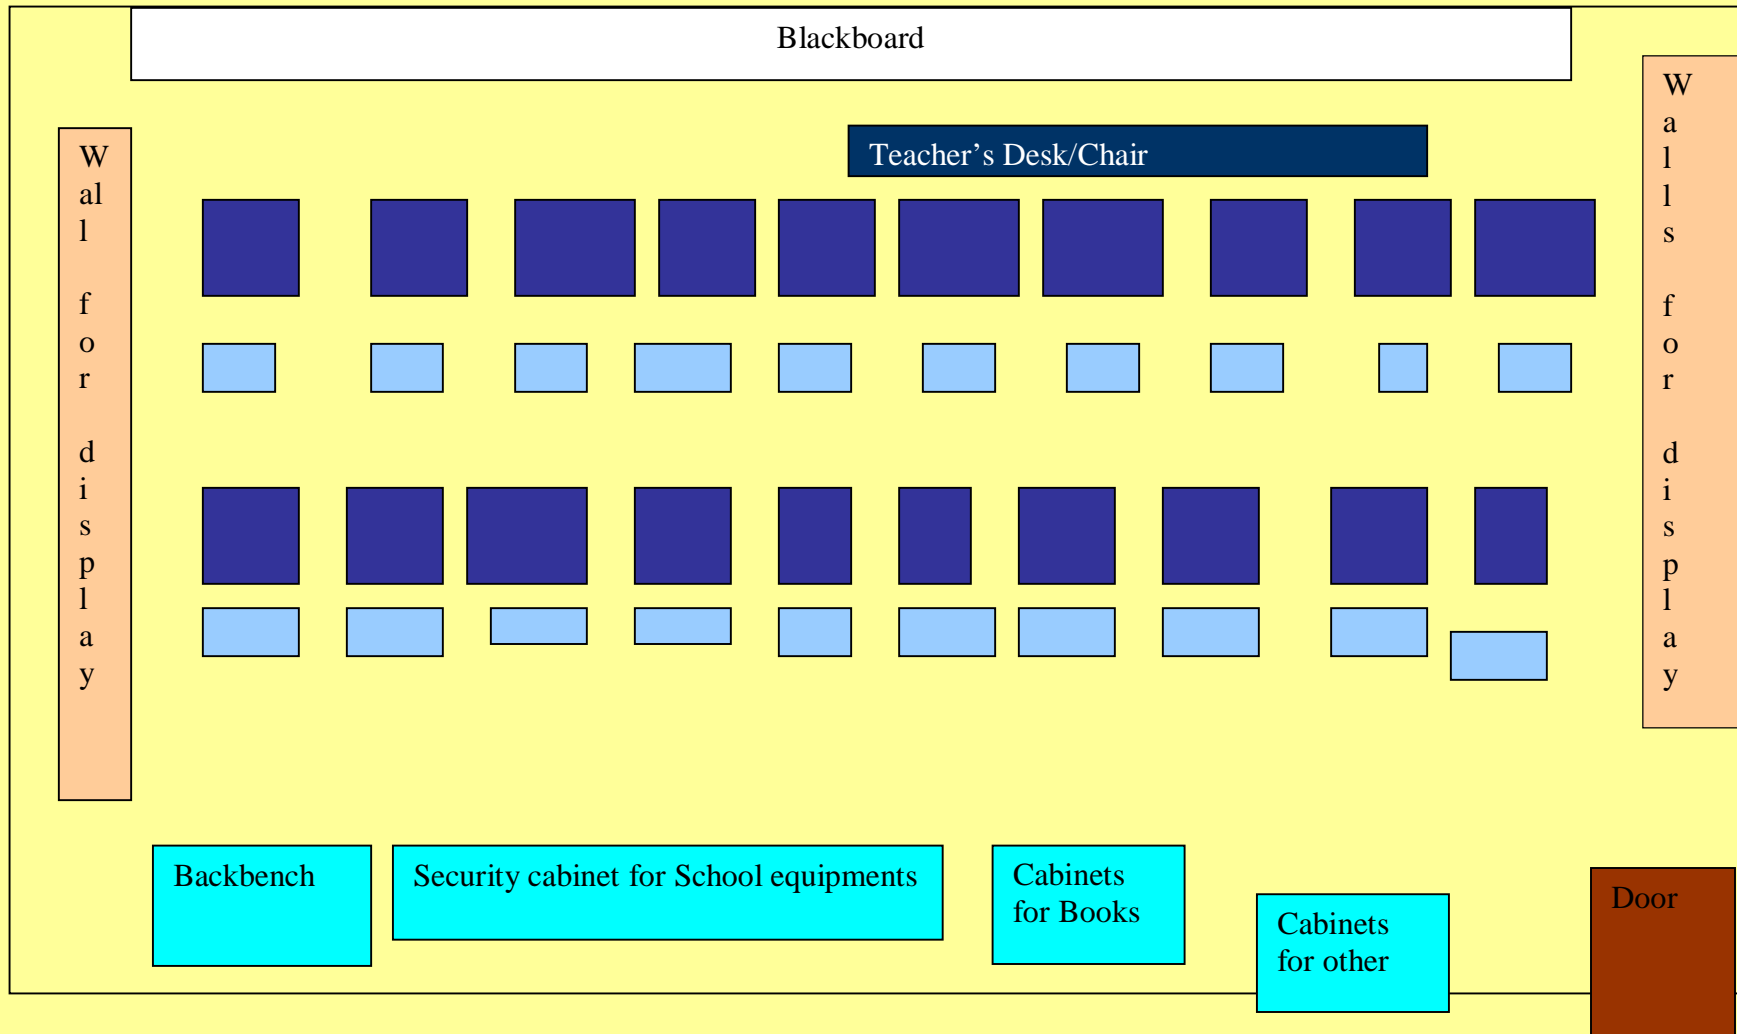 Blackboard
W
al
l
f
o
r
d
i
s
p
l
a
y
Teacher's Desk/Chair
W
a
l
l
s
f
o
r
d
i
s
p
l
a
y
Backbench
Security cabinet for School equipments
Cabinets
for Books
Cabinets
for other
Door